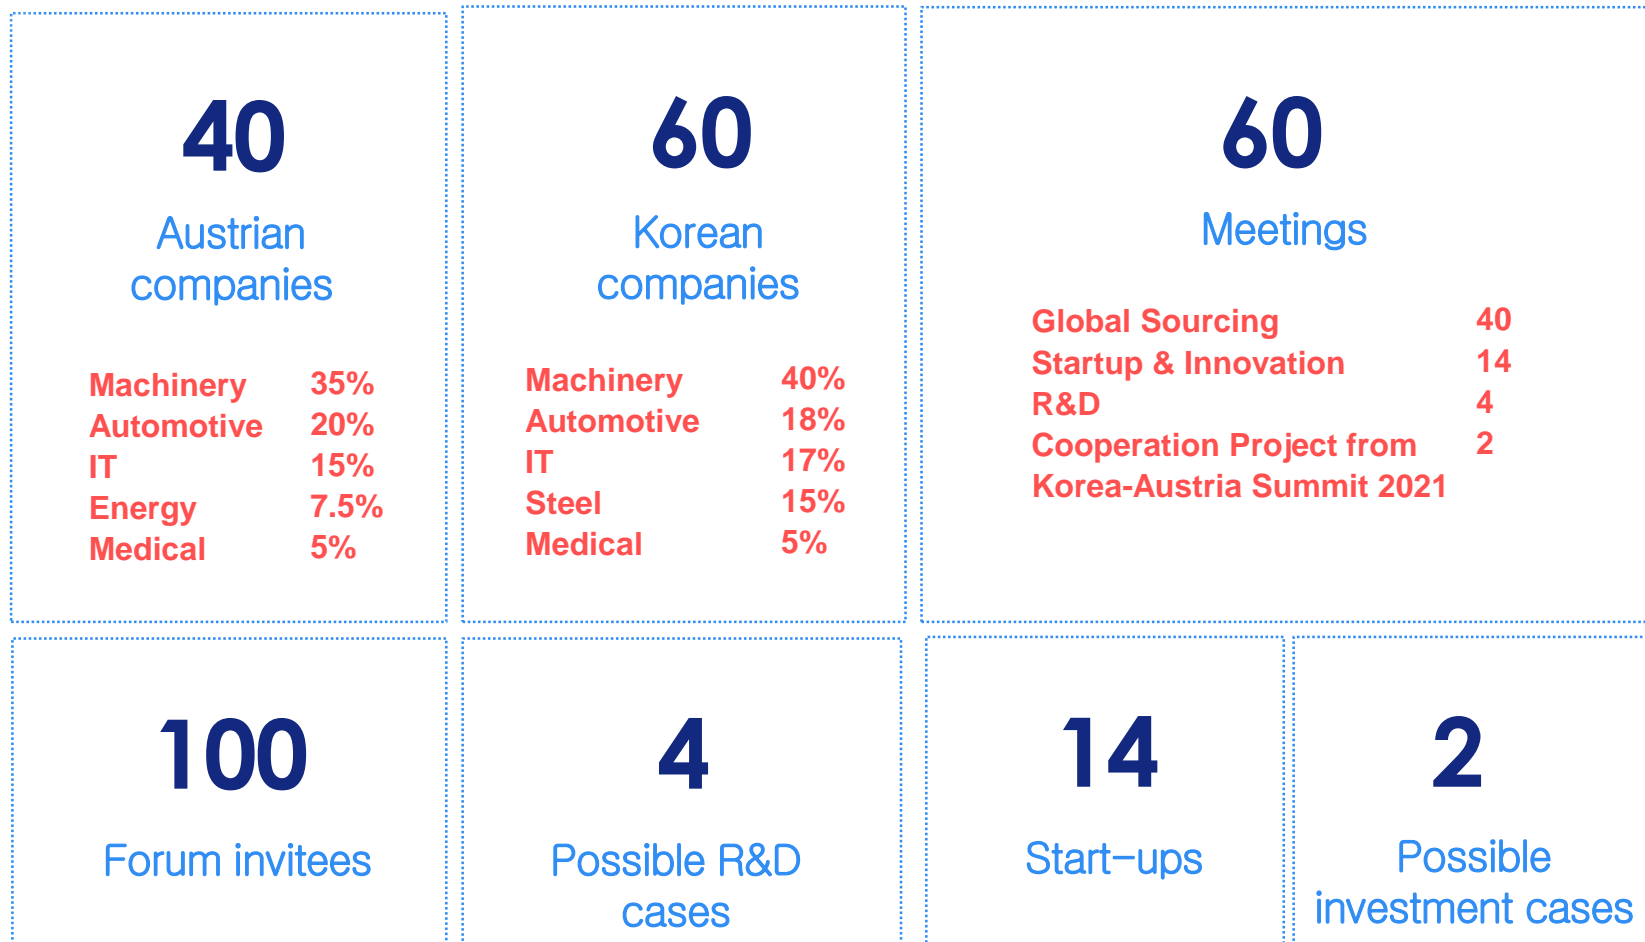 40
Austrian
companies
Machinery 35%
Automotive 20%
IT 15%
Energy 7.5%
Medical 5%
60
Korean
companies
Machinery 40%
Automotive 18%
IT 17%
Steel 15%
Medical 5%
60
Meetings
Global Sourcing 40
Startup & Innovation 14
R&D 4
Cooperation Project from 2
Korea-Austria Summit 2021
100
Forum invitees
4
Possible R&D
cases
14
Start-ups
2
Possible
investment cases